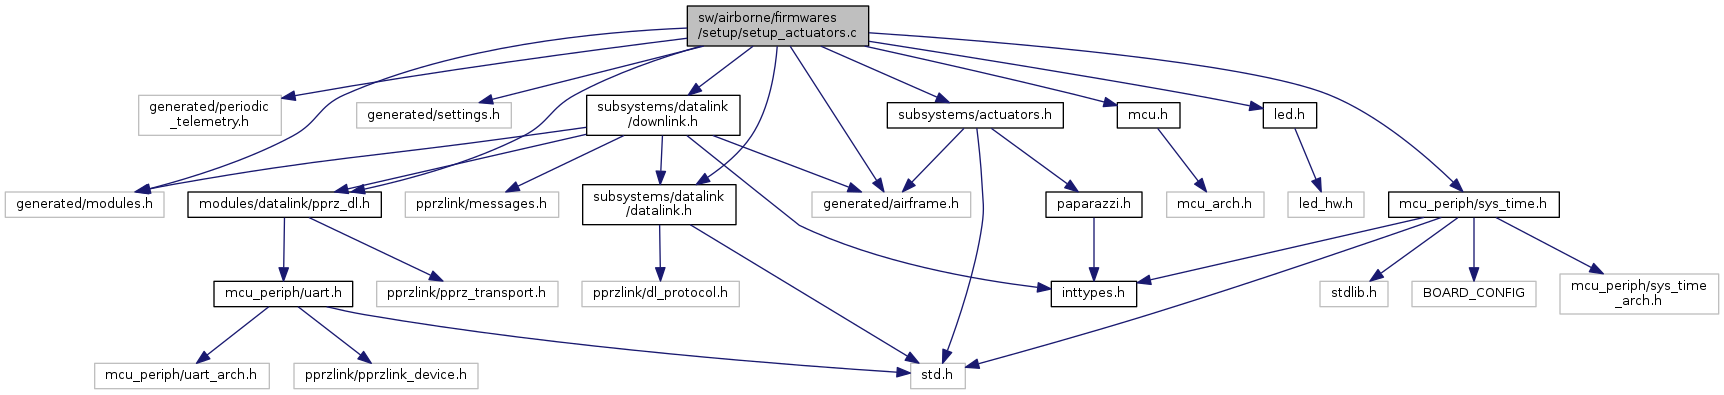 sw/airborne/firmwares
/setup/setup_actuators.c
generated/periodic
_telemetry.h
generated/settings.h
subsystems/datalink
/downlink.h
subsystems/actuators.h
mcu.h
led.h
generated/modules.h
modules/datalink/pprz_dl.h
pprzlink/messages.h
subsystems/datalink
/datalink.h
generated/airframe.h
paparazzi.h
mcu_arch.h
led_hw.h
mcu_periph/sys_time.h
mcu_periph/uart.h
pprzlink/pprz_transport.h
pprzlink/dl_protocol.h
inttypes.h
stdlib.h
BOARD_CONFIG
mcu_periph/sys_time
_arch.h
mcu_periph/uart_arch.h
pprzlink/pprzlink_device.h
std.h